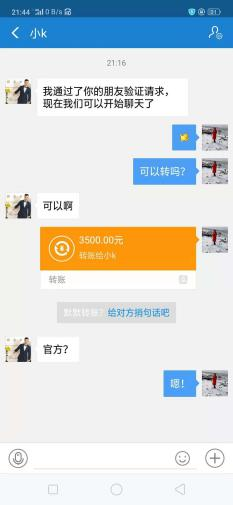 21:44
0 B/s
小k
21:16
我通过了你的朋友验证请求，
现在我们可以开始聊天了
可以转吗？
可以啊
3500.00元
转账给小k
转账
默默转账？给对方捎句话吧
官方？
嗯！